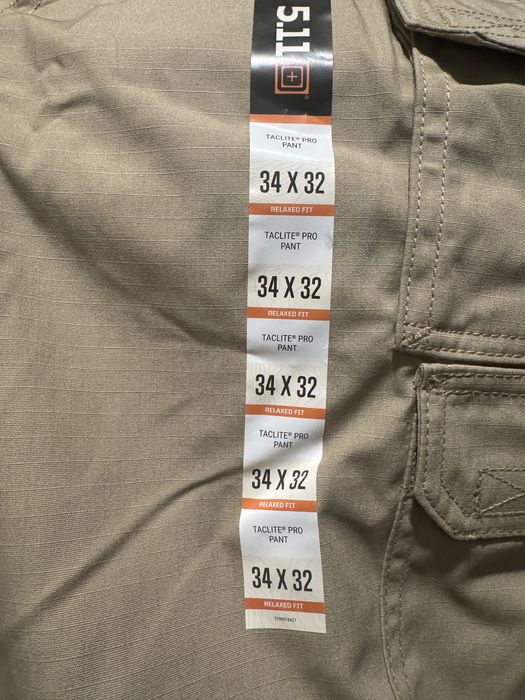 5.11
TACLITE® PRO
PANT
34 X 32
RELAXED FIT
TACLITE® PRO
PANT
34 X 32
RELAXED FIT
TACLITE® PRO
PANT
34 X 32
RELAXED FIT
TACLITE® PRO
PANT
34 X 32
RELAXED FIT
TACLITE® PRO
PANT
34 X 32
RELAXED FIT